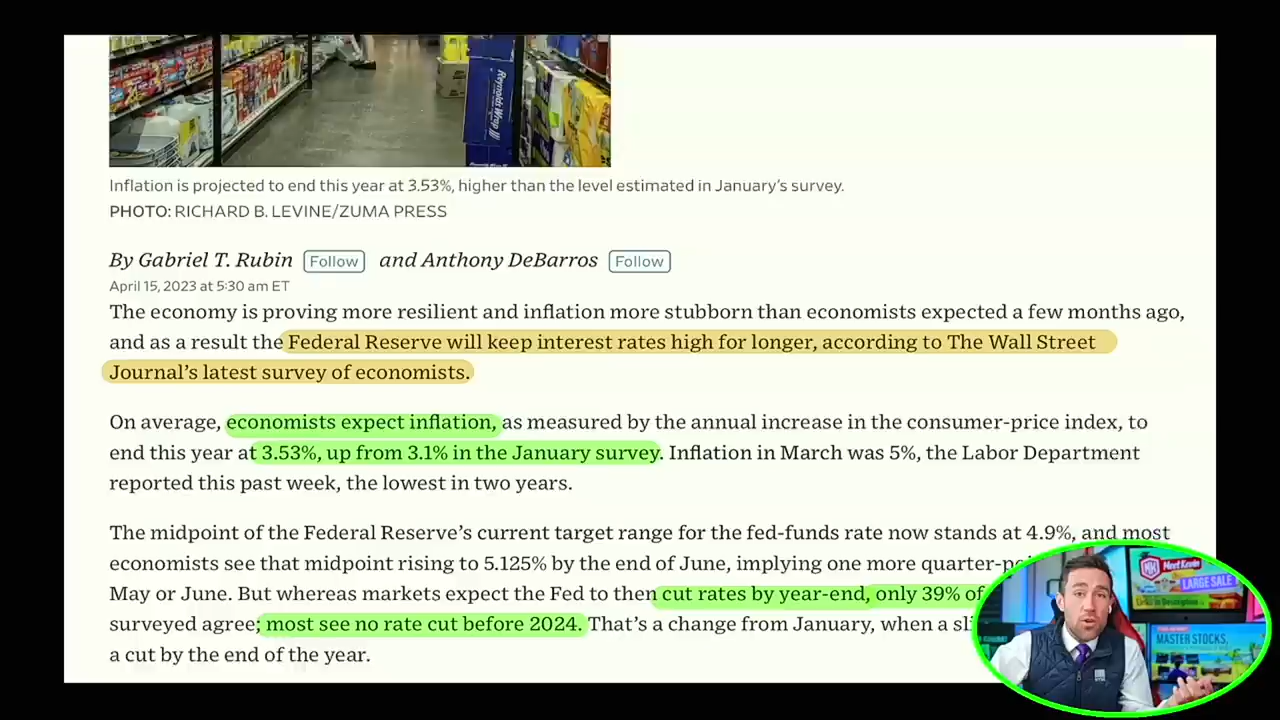 Reynolds Wrap
Inflation is projected to end this year at 3.53%, higher than the level estimated in January's survey.
PHOTO: RICHARD B. LEVINE/ZUMA PRESS
By Gabriel T. Rubin Follow and Anthony DeBarros Follow
April 15, 2023 at 5:30 am ET
The economy is proving more resilient and inflation more stubborn than economists expected a few months ago,
and as a result the Federal Reserve will keep interest rates high for longer, according to The Wall Street
Journal's latest survey of economists.
On average, economists expect inflation, as measured by the annual increase in the consumer-price index, to
end this year at 3.53%, up from 3.1% in the January survey. Inflation in March was 5%, the Labor Department
reported this past week, the lowest in two years.
The midpoint of the Federal Reserve's current target range for the fed-funds rate now stands at 4.9%, and most
economists see that midpoint rising to 5.125% by the end of June, implying one more quarter-po
May or June. But whereas markets expect the Fed to then cut rates by year-end, only 39% of
surveyed agree; most see no rate cut before 2024. That's a change from January, when a sli
a cut by the end of the year.
Meet Kevin
LARGE SALE
MASTER STOCKS,